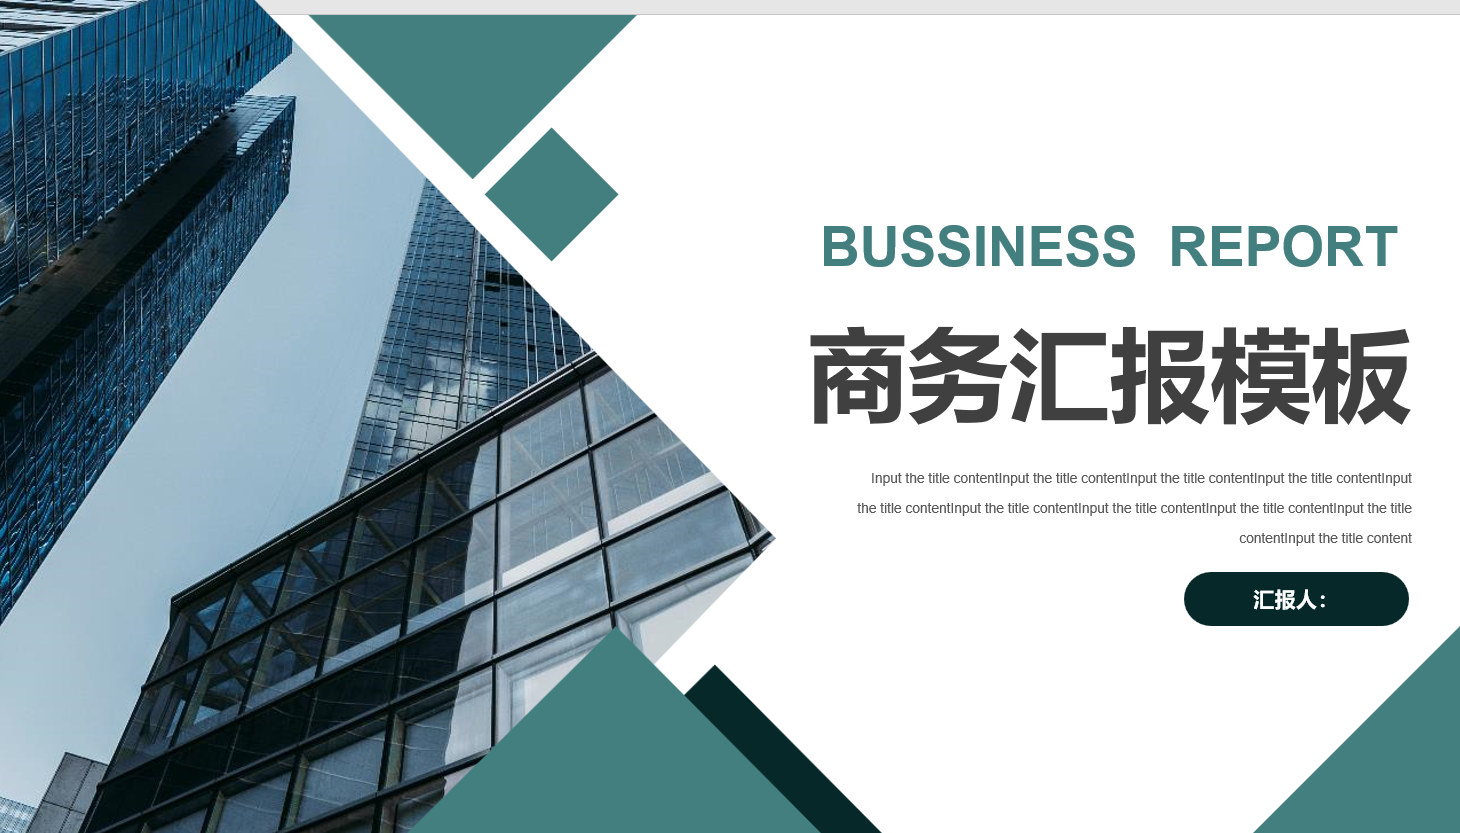 BUSSINESS  REPORT
商务汇报模板
Input the title contentInput the title contentInput the title contentInput the title contentInput
the title contentInput the title contentInput the title contentInput the title contentInput the title
contentInput the title content
汇报人：